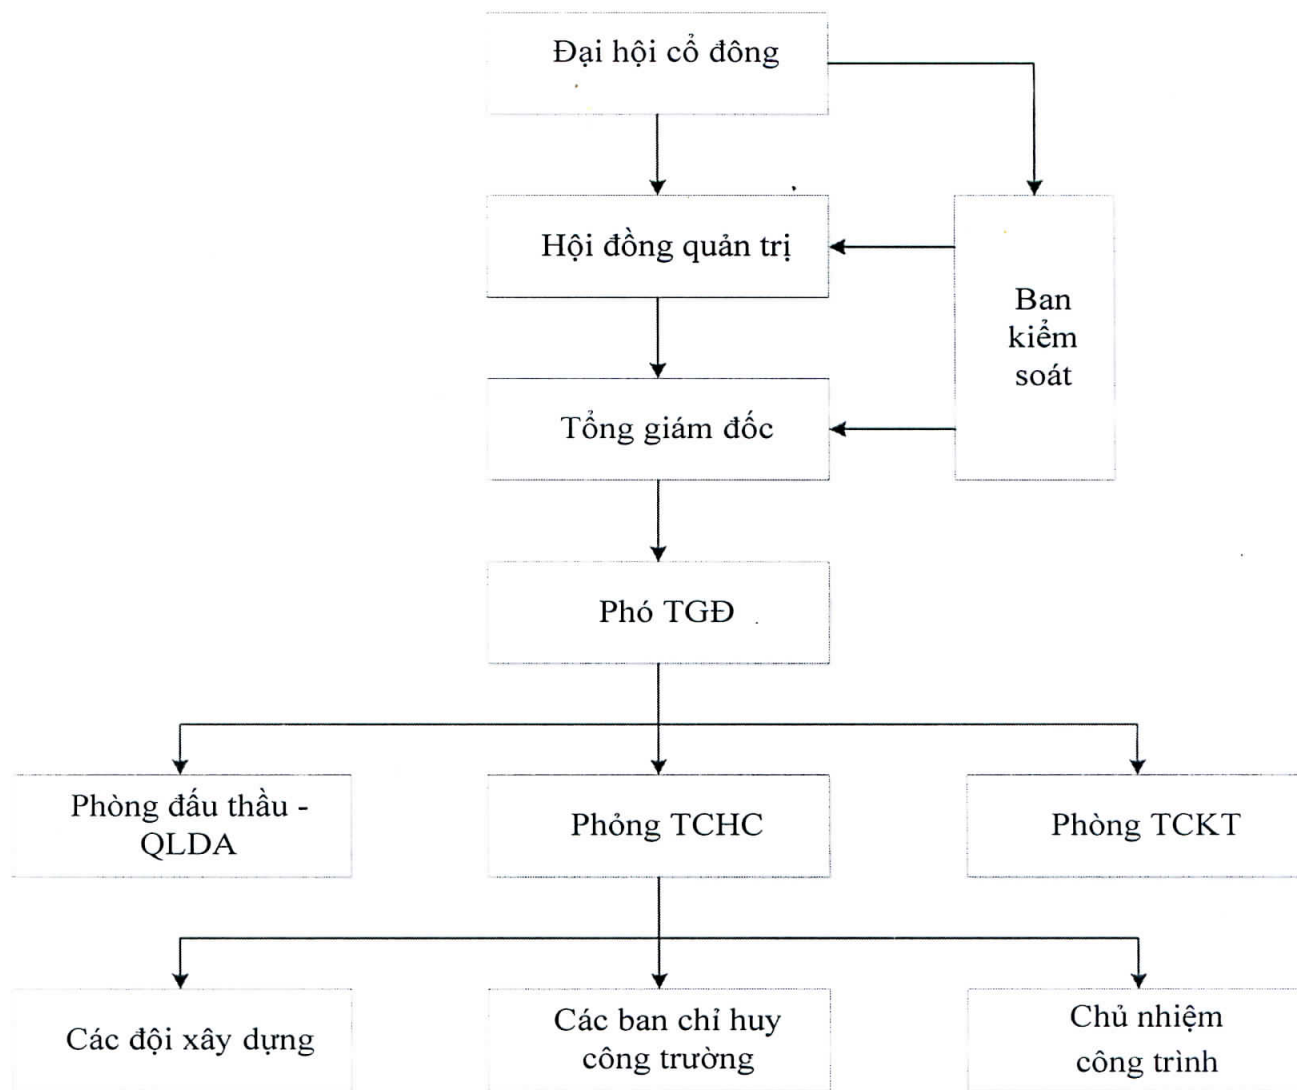 Đại hội cổ đông
Hội đồng quản trị
Ban
kiểm
soát
Tổng giám đốc
Phó TGĐ
Phòng đấu thầu -
QLDA
Phỏng TCHC
Phòng TCKT
Các đội xây dựng
Các ban chỉ huy
công trường
Chủ nhiệm
công trình